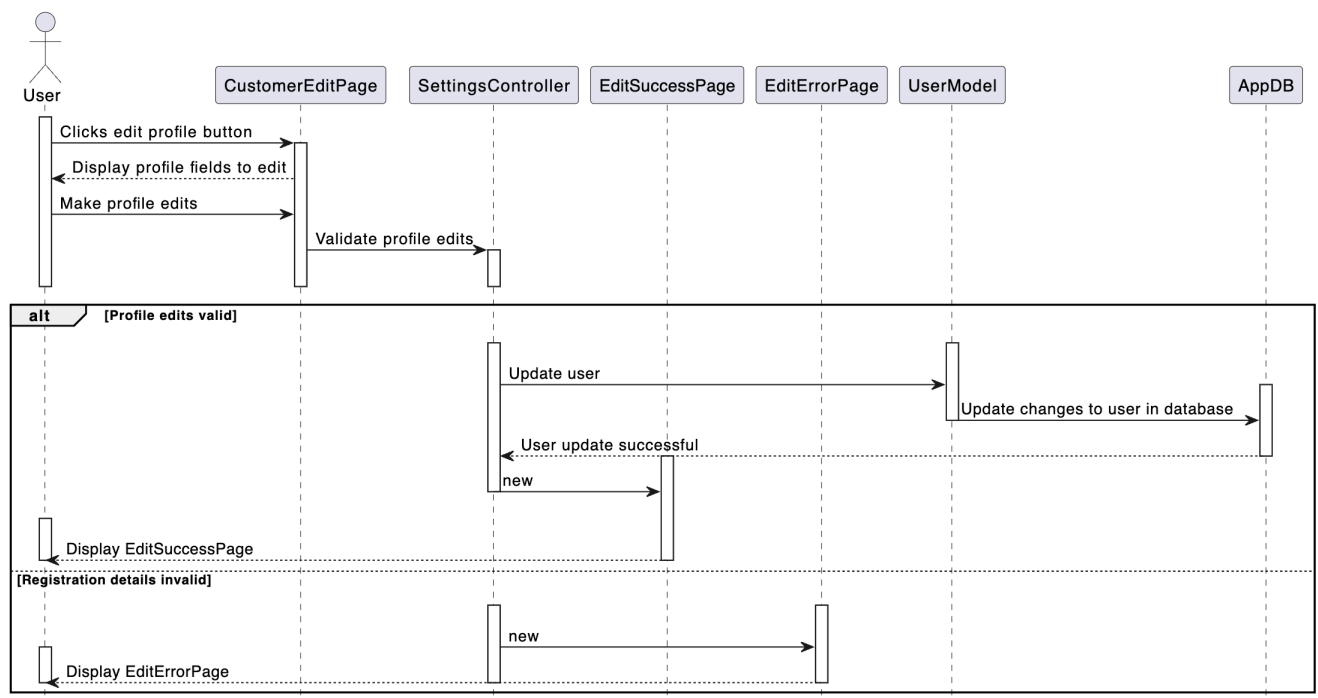 User
CustomerEditPage
SettingsController
EditSuccessPage
EditErrorPage
UserModel
AppDB
Clicks edit profile button
Display profile fields to edit
Make profile edits
Validate profile edits
alt
[Profile edits valid]
Update user
Update changes to user in database
User update successful
new
Display EditSuccessPage
[Registration details invalid]
new
Display EditErrorPage